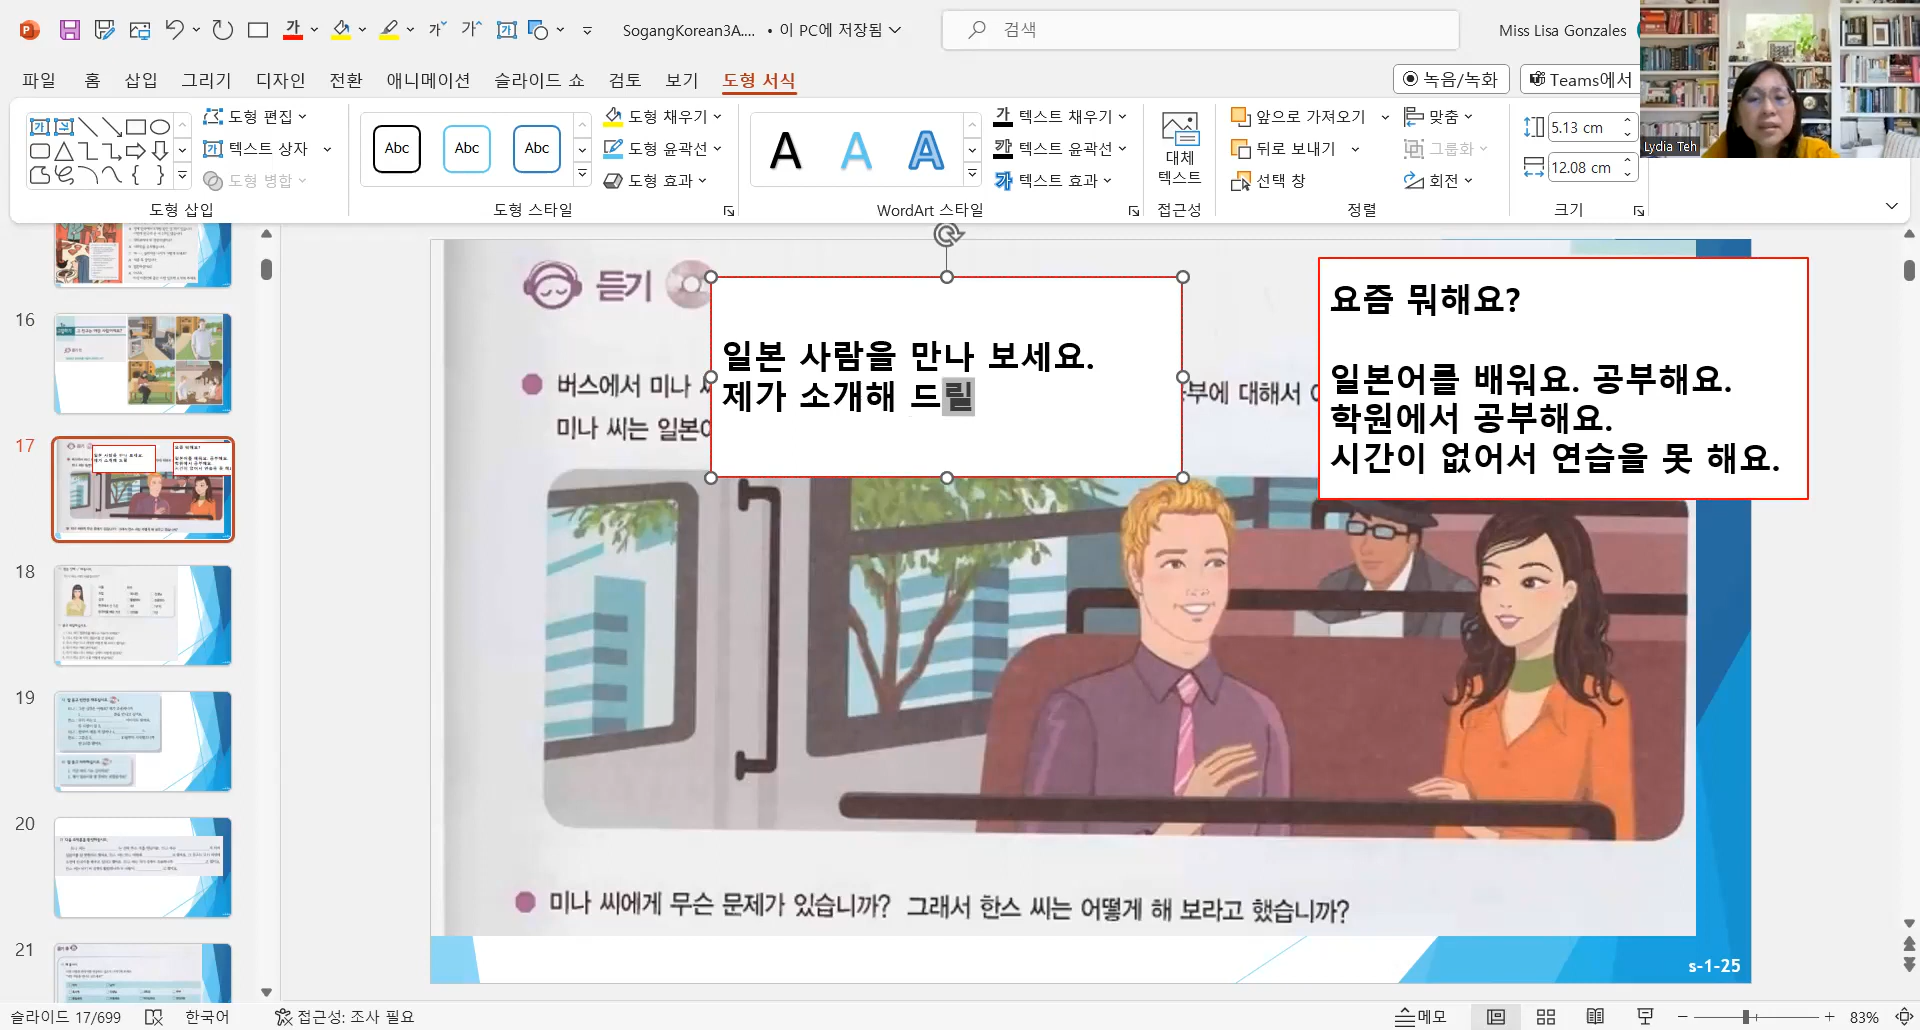 SogangKorean3A.... • 이 PC에 저장됨
검색
Miss Lisa Gonzales
파일 홈 삽입 그리기 디자인 전환 애니메이션 슬라이드 쇼 검토 보기 도형 서식
녹음/녹화
Teams에서
도형 편집
텍스트 상자
도형 병합
도형 삽입
Abc Abc Abc
도형 채우기
도형 윤곽선
도형 효과
도형 스타일
A A A
텍스트 채우기
텍스트 윤곽선
텍스트 효과
WordArt 스타일
대체
텍스트
접근성
앞으로 가져오기
뒤로 보내기
선택 창
맞춤
그룹화
회전
정렬
5.13 cm
12.08 cm
크기
Lydia Teh
16
17
18
19
20
21
듣기
일본 사람을 만나 보세요.
제가 소개해 드릴
요즘 뭐해요?
일본어를 배워요. 공부해요.
학원에서 공부해요.
시간이 없어서 연습을 못 해요.
버스에서 미나
부에 대해서
미나 씨는 일본
미나 씨에게 무슨 문제가 있습니까? 그래서 한스 씨는 어떻게 해 보라고 했습니까?
s-1-25
슬라이드 17/699
한국어
접근성: 조사 필요
메모
83%